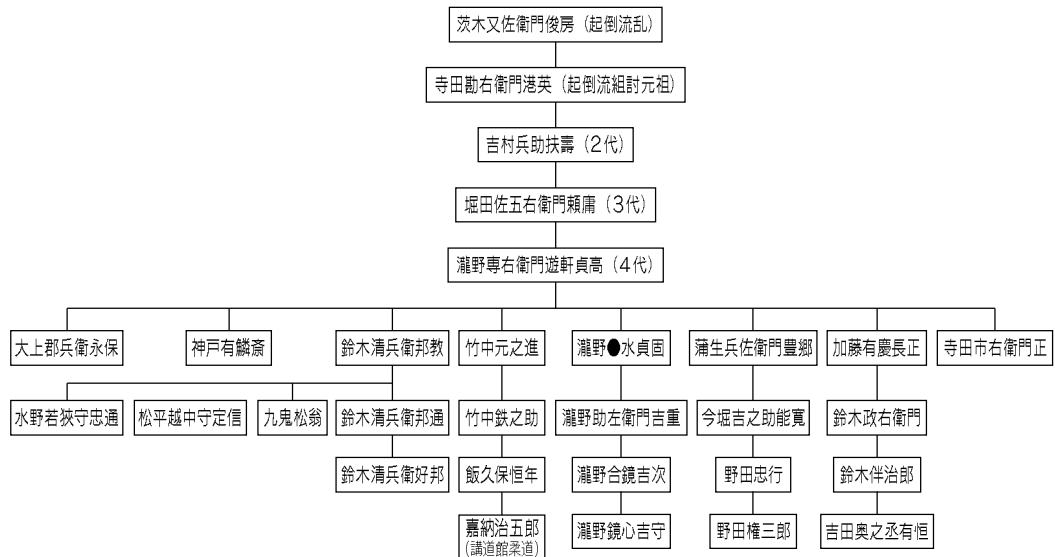 茨木又佐衛門俊房（起倒流乱）
寺田勘右衛門港英（起倒流組討元祖）
吉村兵助扶壽（2代）
堀田佐五右衛門頼庸（3代）
瀧野専右衛門遊軒貞高（4代）
大上郡兵衛永保
神戸有鱗斎
鈴木清兵衛邦教
竹中元之進
瀧野●水貞固
蒲生兵佐衛門豊郷
加藤有慶長正
寺田市右衛門正
水野若狹守忠通
松平越中守定信
九鬼松翁
鈴木清兵衛邦通
竹中鉄之助
瀧野助左衛門吉重
今堀吉之助能寛
鈴木政右衛門
鈴木清兵衛好邦
飯久保恒年
瀧野合鏡吉次
野田忠行
鈴木伴治郎
嘉納治五郎
（講道館柔道）
瀧野鏡心吉守
野田権三郎
吉田奥之丞有恒